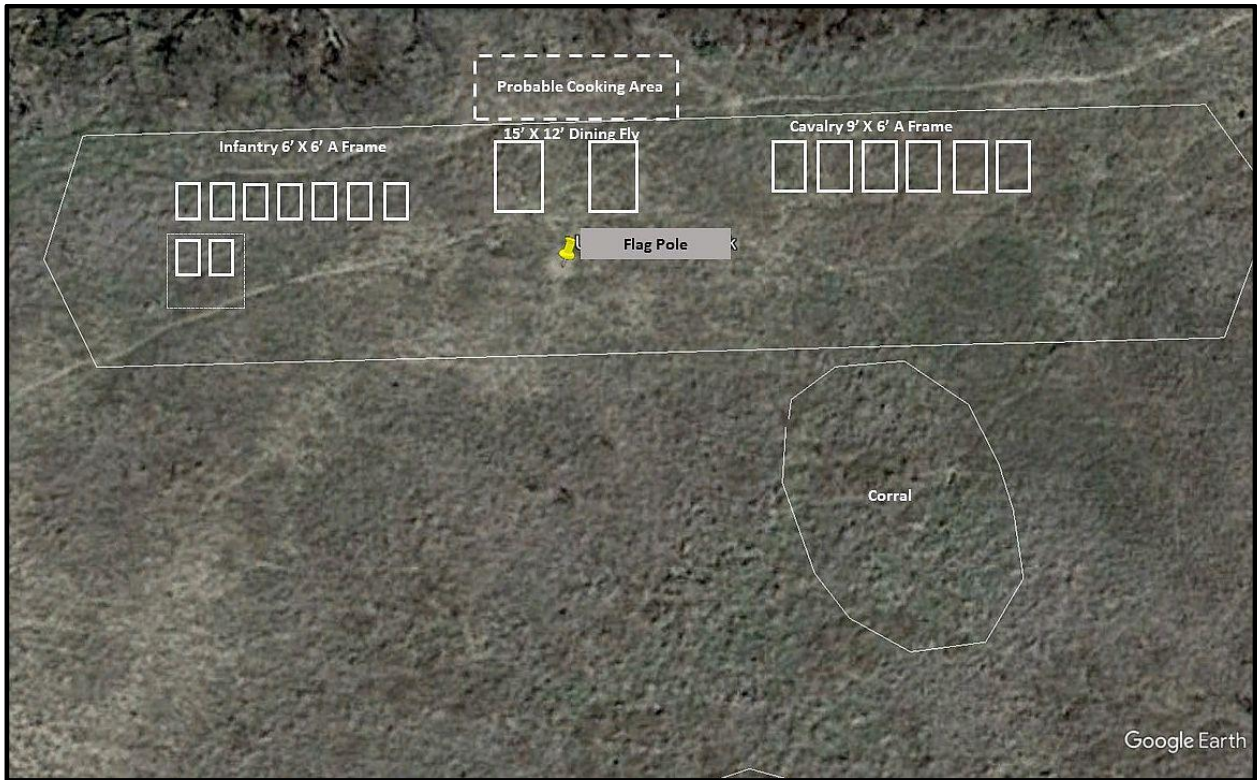 Probable Cooking Area
15' X 12' Dining Fly
Cavalry 9' X 6' A Frame
Infantry 6' X 6' A Frame
Flag Pole
Corral
Google Earth